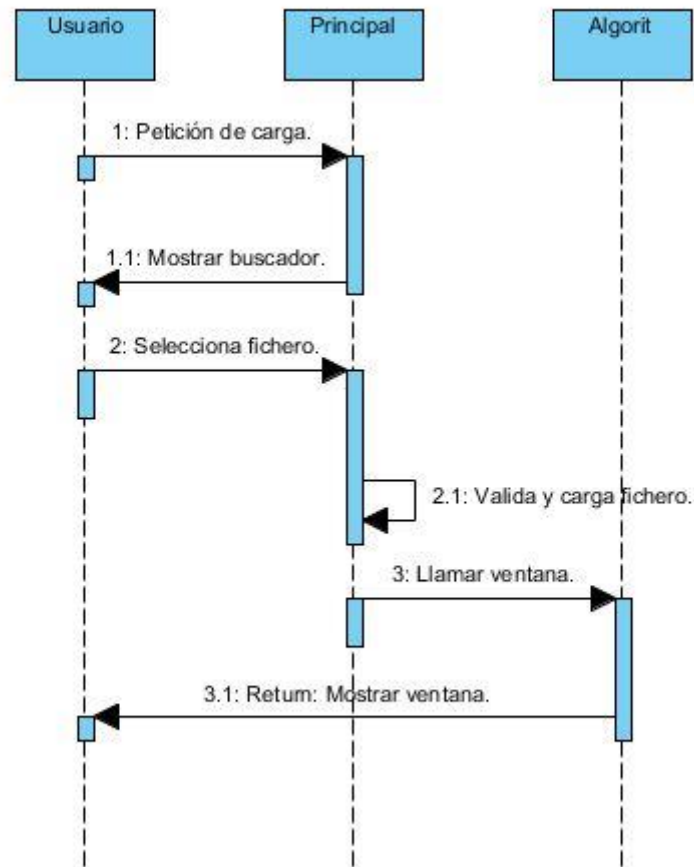 Usuario
Principal
Algorit
1: Petición de carga.
1.1: Mostrar buscador.
2: Selecciona fichero.
2.1: Valida y carga fichero.
3: Llamar ventana.
3.1: Return: Mostrar ventana.